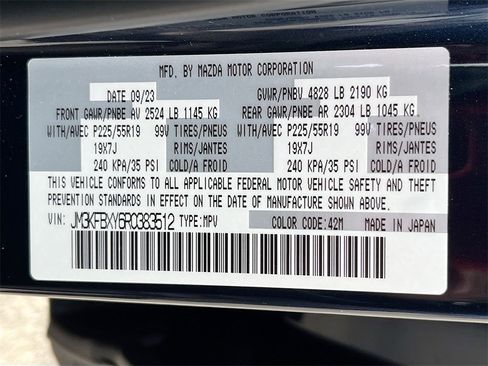 MFD. BY MAZDA MOTOR CORPORATION
DATE 09/23 GVWR/PNBV 4828 LB 2190 KG
FRONT GAWR/PNBE AV 2524 LB 1145 KG REAR GAWR/PNBE AR 2304 LB 1045 KG
WITH/AVEC P225/55R19 99V TIRES/PNEUS WITH/AVEC P225/55R19 99V TIRES/PNEUS
19X7J RIMS/JANTES 19X7J RIMS/JANTES
240 KPA/35 PSI COLD/A FROID 240 KPA/35 PSI COLD/A FROID
THIS VEHICLE CONFORMS TO ALL APPLICABLE FEDERAL MOTOR VEHICLE SAFETY AND THEFT
PREVENTION STANDARDS IN EFFECT ON THE DATE OF MANUFACTURE SHOWN ABOVE.
VIN: JM3KFBXY6R0383512 TYPE:MPV COLOR CODE:42M MADE IN JAPAN